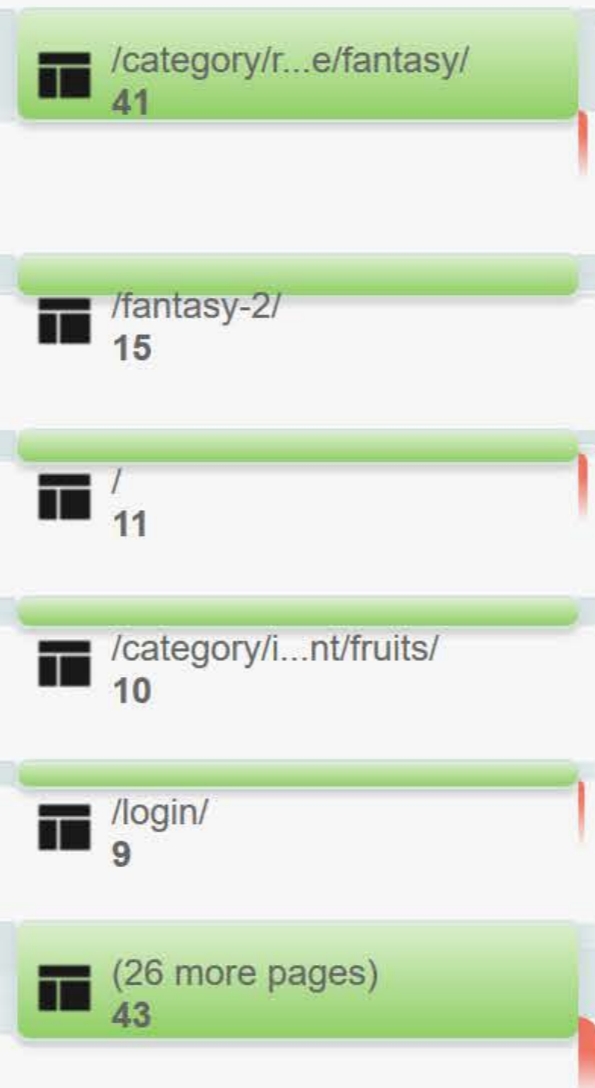 /category/r...e/fantasy/
41
/fantasy-2/
15
/
11
/category/i...nt/fruits/
10
/login/
9
(26 more pages)
43